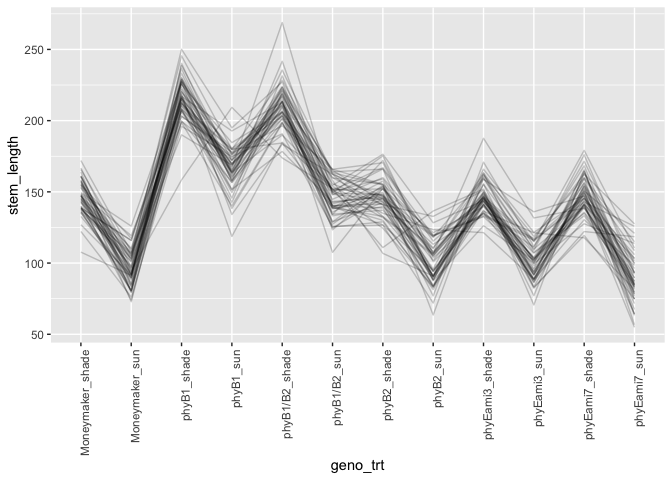 250
200
150
100
50
stem_length
Moneymaker_shade
Moneymaker_sun
phyB1_shade
phyB1_sun
phyB1/B2_shade
phyB1/B2_sun
phyB2_shade
phyB2_sun
phyEami3_shade
phyEami3_sun
phyEami7_shade
phyEami7_sun
geno_trt